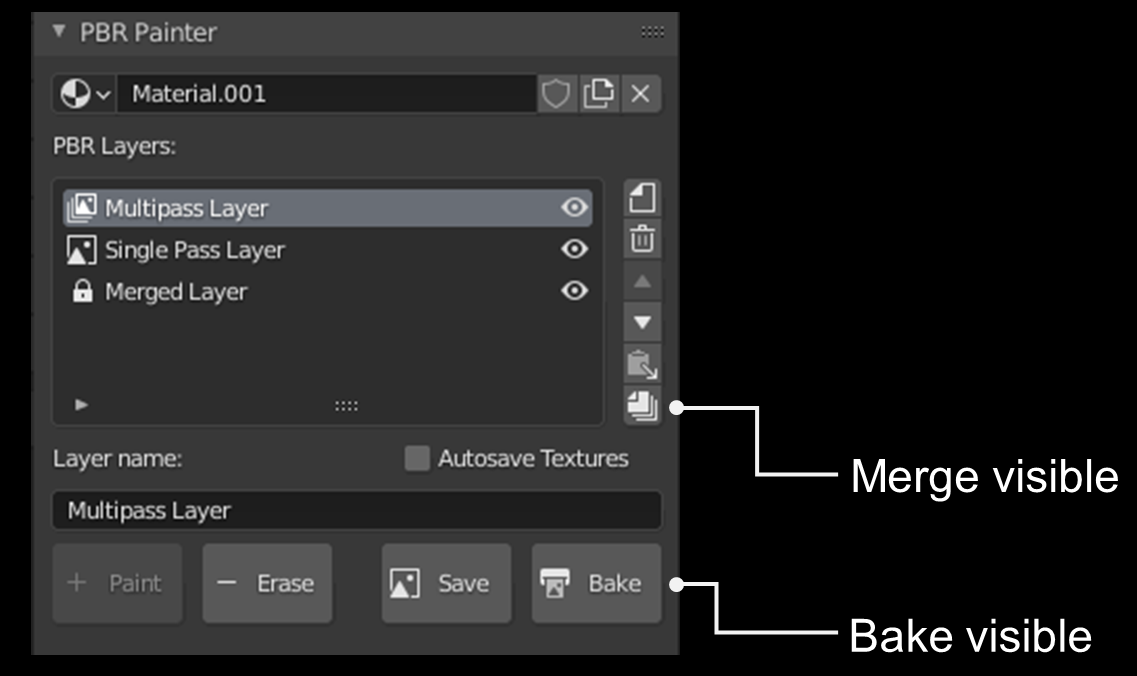 PBR Painter
Material.001
PBR Layers:
Multipass Layer
Single Pass Layer
Merged Layer
Layer name:
Autosave Textures
Multipass Layer
Paint
Erase
Save
Bake
Merge visible
Bake visible